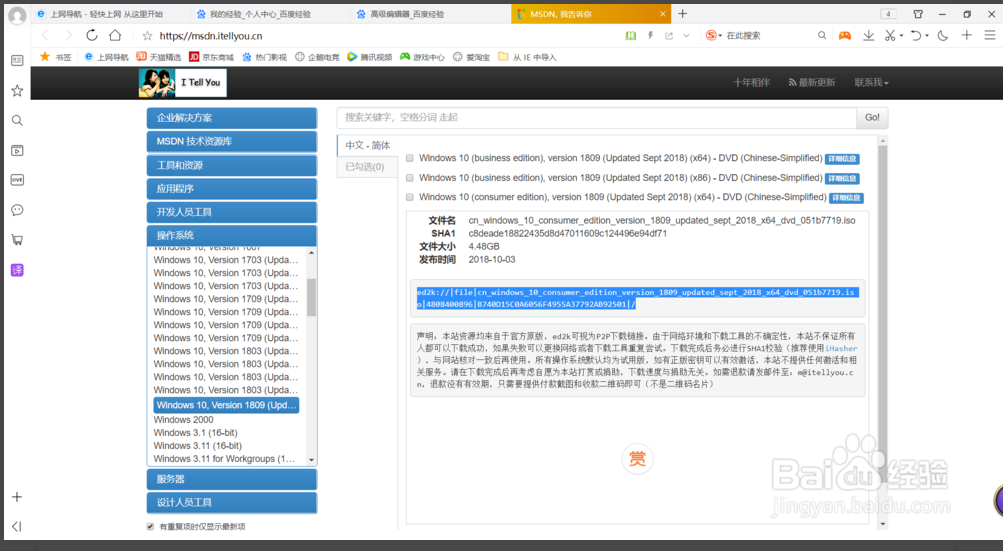 上网导航 - 轻快上网 从这里开始
我的经验_个人中心_百度经验
高级编辑器_百度经验
MSDN, 我告诉你
4
https://msdn.itellyou.cn
在此搜索
书签
上网导航
天猫精选
京东商城
热门影视
企鹅电竞
腾讯视频
游戏中心
爱淘宝
从 IE 中导入
I Tell You
十年相伴
最新更新
联系我
企业解决方案
MSDN 技术资源库
工具和资源
应用程序
开发人员工具
操作系统
Windows 10, Version 1607
Windows 10, Version 1703 (Upda...
Windows 10, Version 1703 (Upda...
Windows 10, Version 1703 (Upda...
Windows 10, Version 1709 (Upda...
Windows 10, Version 1709 (Upda...
Windows 10, Version 1709 (Upda...
Windows 10, Version 1709 (Upda...
Windows 10, Version 1803 (Upda...
Windows 10, Version 1803 (Upda...
Windows 10, Version 1803 (Upda...
Windows 10, Version 1803 (Upda...
Windows 10, Version 1809 (Upd...
Windows 2000
Windows 3.1 (16-bit)
Windows 3.11 (16-bit)
Windows 3.11 for Workgroups (1...
服务器
设计人员工具
有重复项时仅显示最新项
搜索关键字，空格分词 走起
Go!
中文 - 简体
已勾选(0)
Windows 10 (business edition), version 1809 (Updated Sept 2018) (x64) - DVD (Chinese-Simplified) 详细信息
Windows 10 (business edition), version 1809 (Updated Sept 2018) (x86) - DVD (Chinese-Simplified) 详细信息
Windows 10 (consumer edition), version 1809 (Updated Sept 2018) (x64) - DVD (Chinese-Simplified) 详细信息
文件名 cn_windows_10_consumer_edition_version_1809_updated_sept_2018_x64_dvd_051b7719.iso
SHA1 c8deade18822435d8d47011609c124496e94df71
文件大小 4.48GB
发布时间 2018-10-03
ed2k://|file|cn_windows_10_consumer_edition_version_1809_updated_sept_2018_x64_dvd_051b7719.is
o|4808400896|B740D15C0A6056F4955A37792AB92501|/
声明，本站资源均来自于官方原版，ed2k可视为P2P下载链接。由于网络环境和下载工具的不确定性，本站不保证所有
人都可以下载成功，如果失败可以更换网络或者下载工具重复尝试。下载完成后务必进行SHA1校验（推荐使用iHasher
），与网站核对一致后再使用。所有操作系统默认均为试用版，如有正版密钥可以有效激活，本站不提供任何激活和相
关服务。请在下载完成后再考虑自愿为本站打赏或捐助，下载速度与捐助无关。如需退款请发邮件至：m@itellyou.c
n，退款没有有效期，只需要提供付款截图和收款二维码即可（不是二维码名片）
赏
Baidu经验
jingyan.baidu.com
LIVE
译